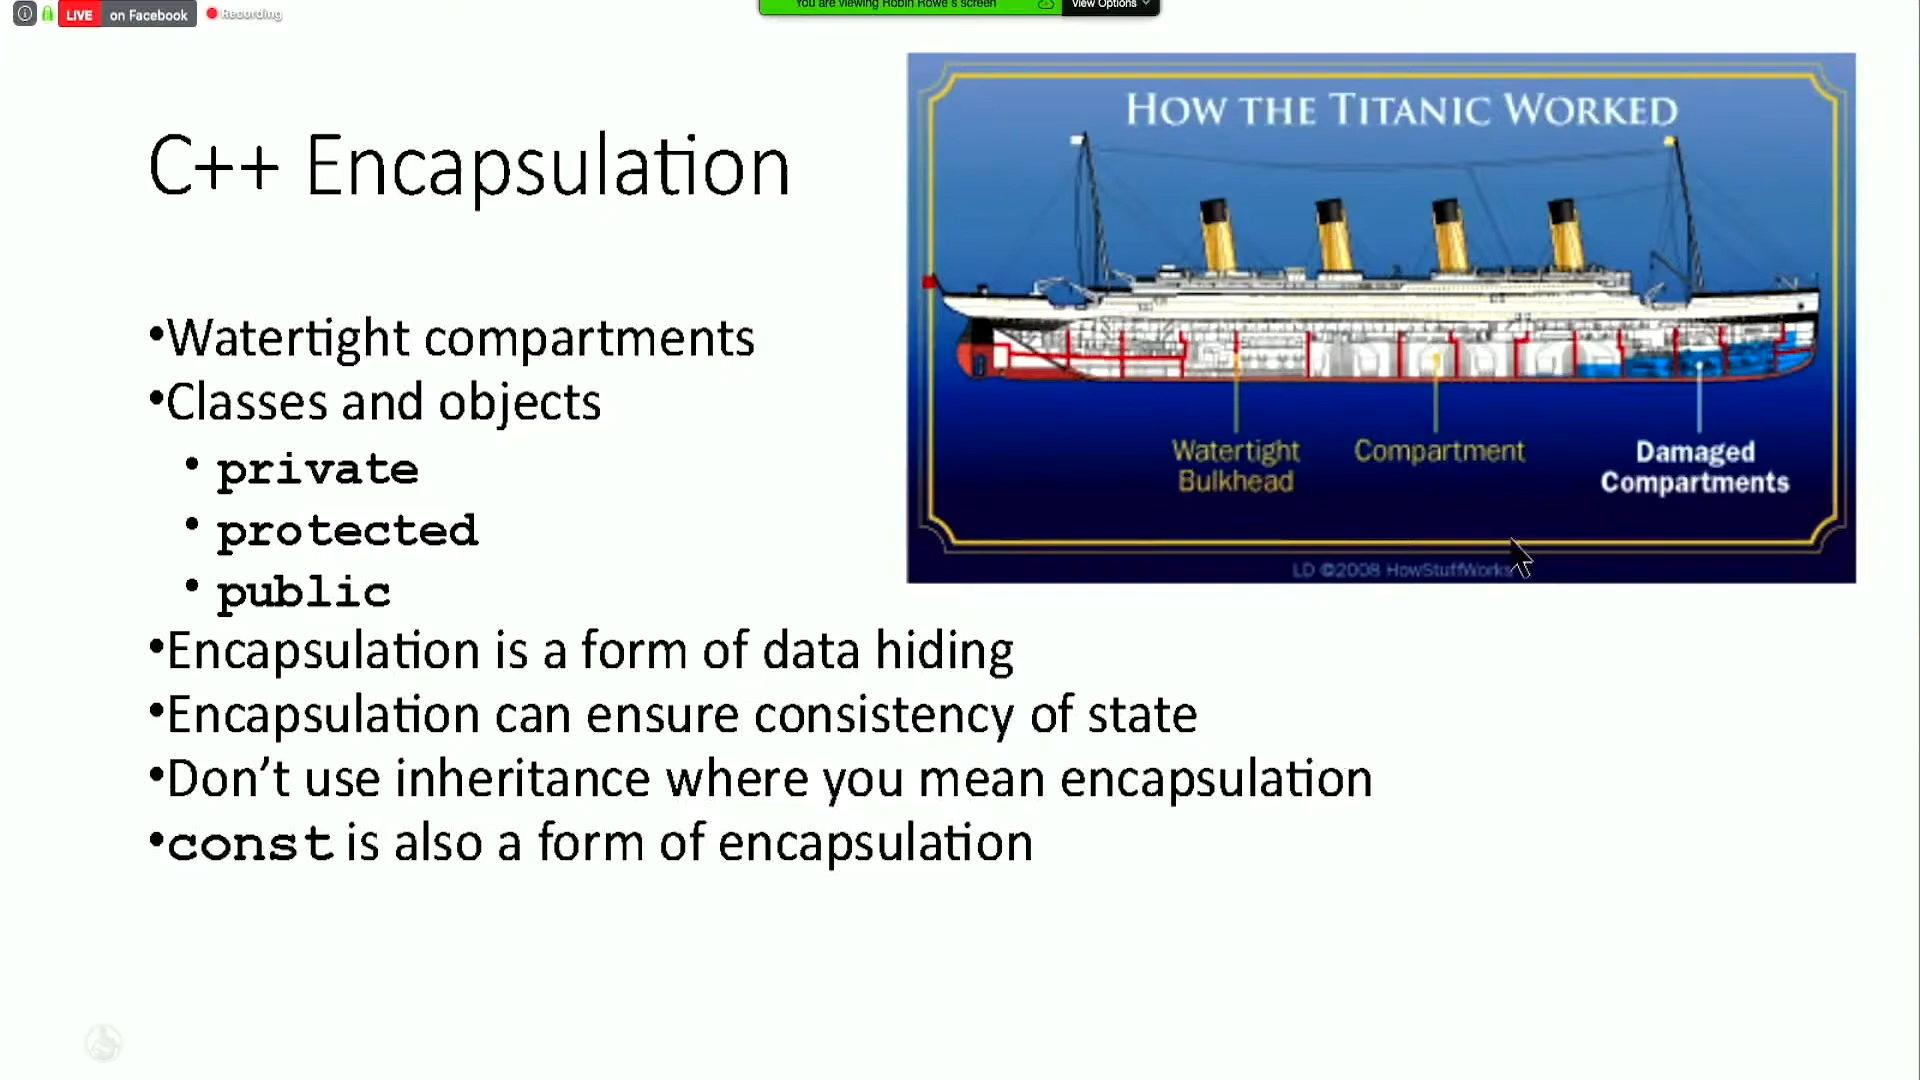 LIVE on Facebook
Recording
You are viewing Robin Rowe's screen
View Options
C++ Encapsulation
•Watertight compartments
•Classes and objects
• private
• protected
• public
•Encapsulation is a form of data hiding
•Encapsulation can ensure consistency of state
•Don't use inheritance where you mean encapsulation
•const is also a form of encapsulation
HOW THE TITANIC WORKED
Watertight
Bulkhead
Compartment
Damaged
Compartments
LD ©2008 HowStuffWorks